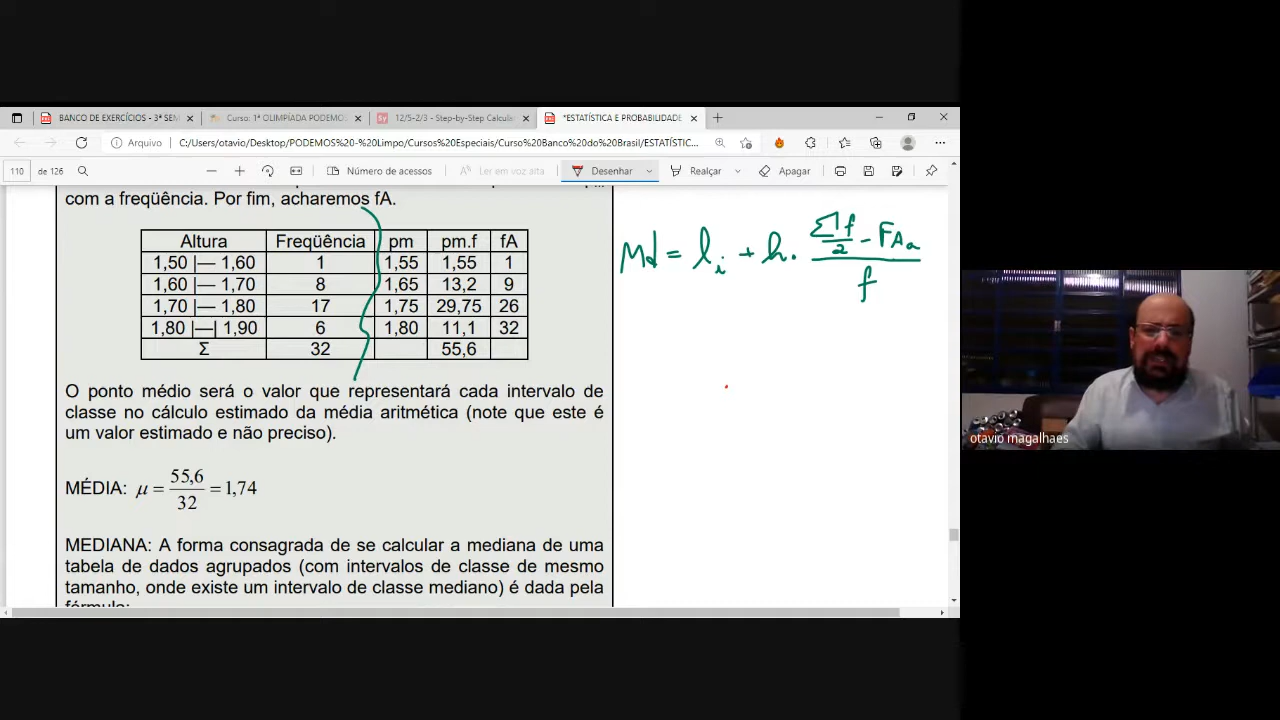 BANCO DE EXERCÍCIOS - 3ª SEM
Curso: 1ª OLIMPÍADA PODEMOS
Sy 12/5-2/3 - Step-by-Step Calculat
*ESTATÍSTICA E PROBABILIDADE
Arquivo C:/Users/otavio/Desktop/PODEMOS%20-%20Limpo/Cursos%20Especiais/Curso%20Banco%20do%20Brasil/ESTATÍSTIC...
110 de 126 Número de acessos Ler em voz alta Desenhar Realçar Apagar
com a freqüência. Por fim, acharemos fA.
Altura Freqüência pm pm.f fA
1,50 |— 1,60 1 1,55 1,55 1
1,60 |— 1,70 8 1,65 13,2 9
1,70 |— 1,80 17 1,75 29,75 26
1,80 |—| 1,90 6 1,80 11,1 32
Σ 32 55,6
O ponto médio será o valor que representará cada intervalo de
classe no cálculo estimado da média aritmética (note que este é
um valor estimado e não preciso).
MÉDIA: μ = 55,6 / 32 = 1,74
MEDIANA: A forma consagrada de se calcular a mediana de uma
tabela de dados agrupados (com intervalos de classe de mesmo
tamanho, onde existe um intervalo de classe mediano) é dada pela
fórmula:
Md = li + h. (Σf/2 - FAa) / f
otavio magalhaes